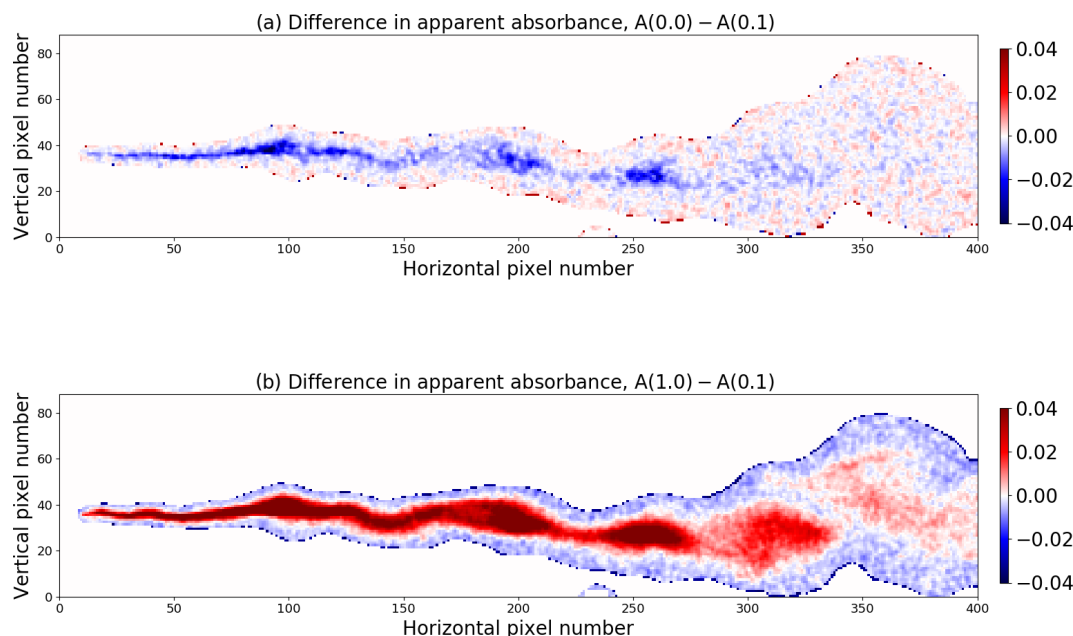 (a) Difference in apparent absorbance, A(0.0) − A(0.1)
Vertical pixel number
80
60
40
20
0
0 50 100 150 200 250 300 350 400
Horizontal pixel number
0.04
0.02
0.00
−0.02
−0.04
(b) Difference in apparent absorbance, A(1.0) − A(0.1)
Vertical pixel number
80
60
40
20
0
0 50 100 150 200 250 300 350 400
Horizontal pixel number
0.04
0.02
0.00
−0.02
−0.04